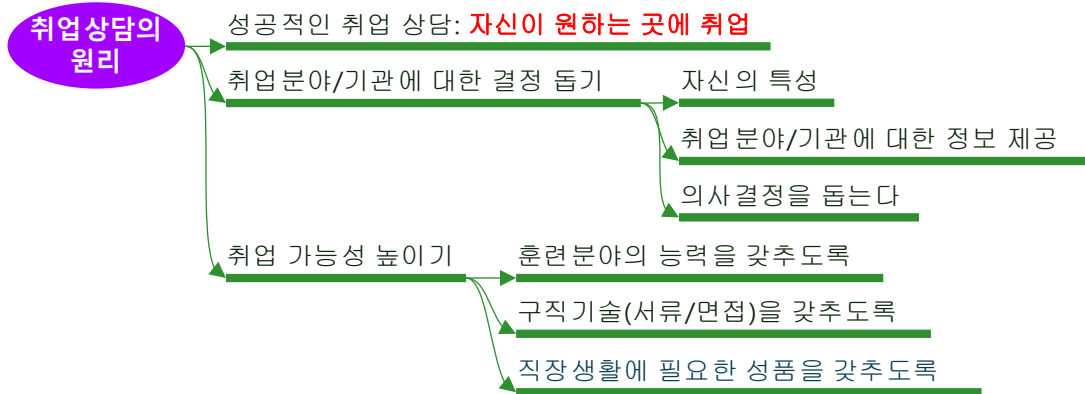 취업상담의
원리
성공적인 취업 상담: 자신이 원하는 곳에 취업
취업분야/기관에 대한 결정 돕기
자신의 특성
취업분야/기관에 대한 정보 제공
의사결정을 돕는다
취업 가능성 높이기
훈련분야의 능력을 갖추도록
구직기술(서류/면접)을 갖추도록
직장생활에 필요한 성품을 갖추도록